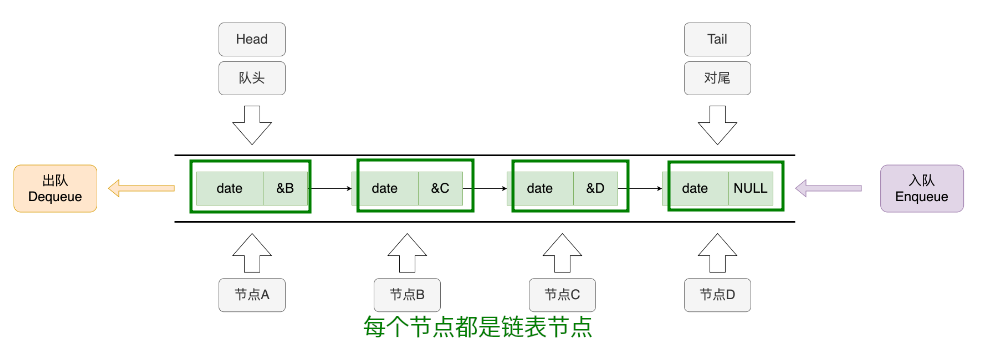 Head
Tail
队头
对尾
出队
Dequeue
date &B
date &C
date &D
date NULL
入队
Enqueue
节点A
节点B
节点C
节点D
每个节点都是链表节点